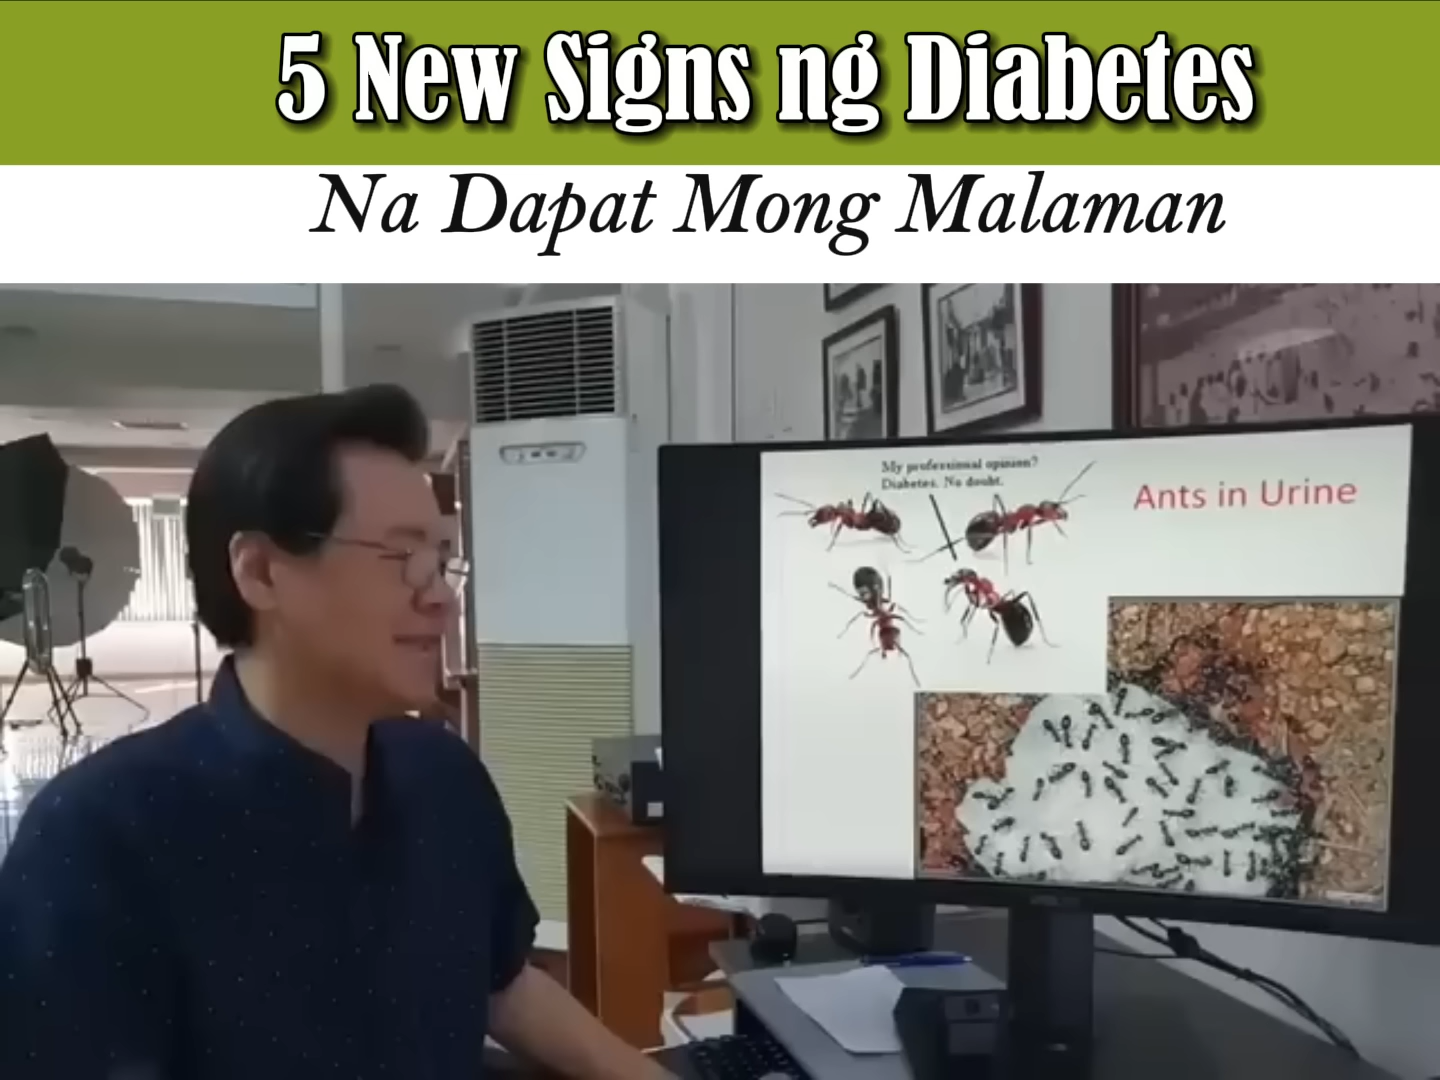 5 New Signs ng Diabetes
Na Dapat Mong Malaman
My professional opinion?
Diabetes. No doubt.
Ants in Urine